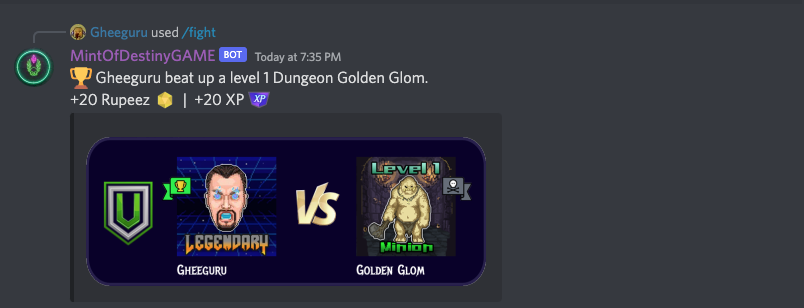 Gheeguru used /fight
MintOfDestinyGAME BOT Today at 7:35 PM
Gheeguru beat up a level 1 Dungeon Golden Glom.
+20 Rupeez | +20 XP XP
U
LEGENDARY
VS
Level 1
Minion
GHEEGURU
GOLDEN GLOM